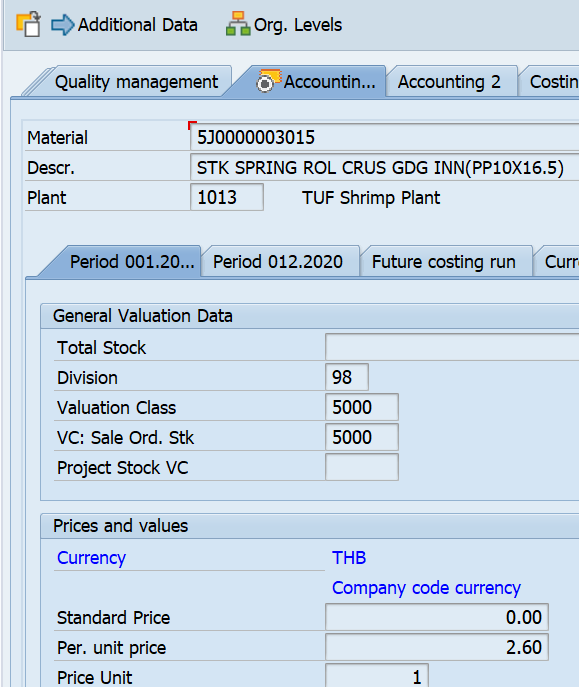 Additional Data Org. Levels
Quality management Accountin... Accounting 2 Costin
Material 5J0000003015
Descr. STK SPRING ROL CRUS GDG INN(PP10X16.5)
Plant 1013 TUF Shrimp Plant
Period 001.20... Period 012.2020 Future costing run Curr
General Valuation Data
Total Stock
Division 98
Valuation Class 5000
VC: Sale Ord. Stk 5000
Project Stock VC
Prices and values
Currency THB
Company code currency
Standard Price 0.00
Per. unit price 2.60
Price Unit 1